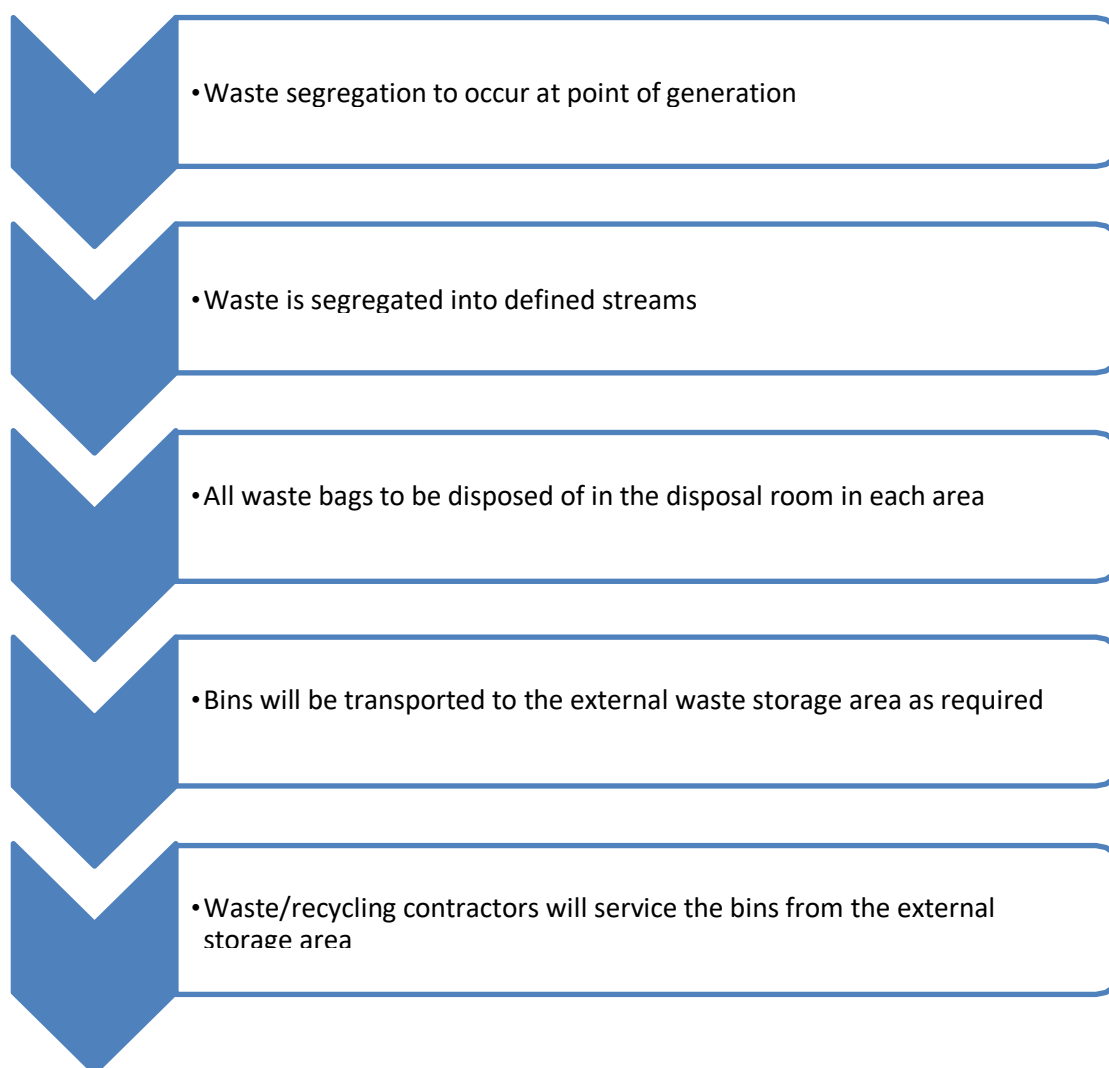 •Waste segregation to occur at point of generation
•Waste is segregated into defined streams
•All waste bags to be disposed of in the disposal room in each area
•Bins will be transported to the external waste storage area as required
•Waste/recycling contractors will service the bins from the external
storage area